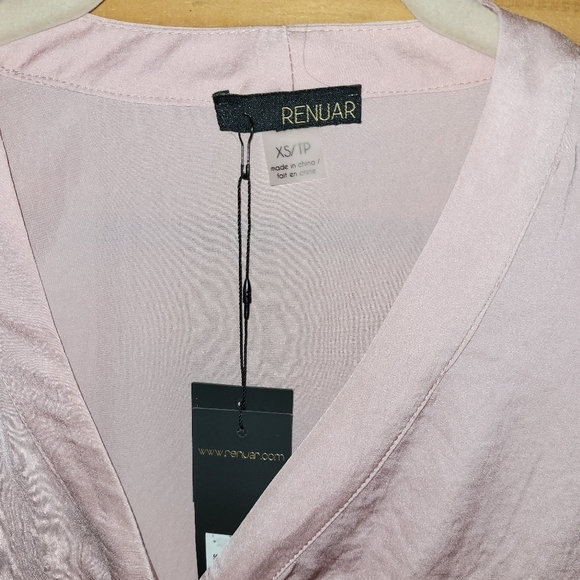 RENUAR
XS/TP
made in china /
fait en chine
www.renuar.com